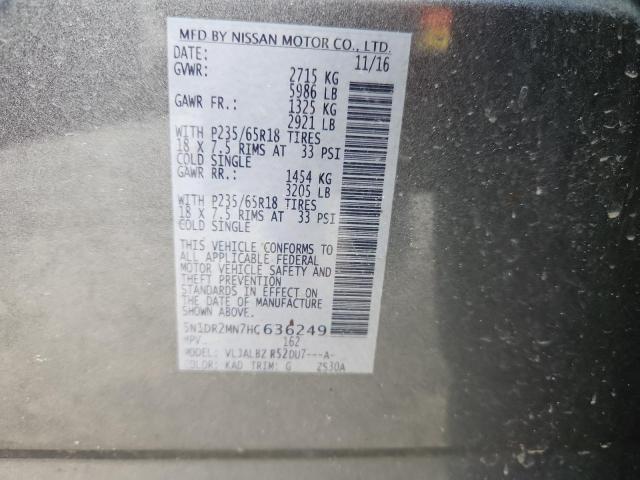 MFD BY NISSAN MOTOR CO., LTD.
DATE: 11/16
GVWR: 2715 KG
5986 LB
GAWR FR.: 1325 KG
2921 LB
WITH P235/65R18 TIRES
18 X 7.5 RIMS AT 33 PSI
COLD SINGLE
GAWR RR.: 1454 KG
3205 LB
WITH P235/65R18 TIRES
18 X 7.5 RIMS AT 33 PSI
COLD SINGLE
THIS VEHICLE CONFORMS TO
ALL APPLICABLE FEDERAL
MOTOR VEHICLE SAFETY AND
THEFT PREVENTION
STANDARDS IN EFFECT ON
THE DATE OF MANUFACTURE
SHOWN ABOVE.
5N1DR2MN7HC636249
MPV. 162
MODEL: VLJALBZ R52DU7---A-
COLOR: KAD TRIM: G ZS30A